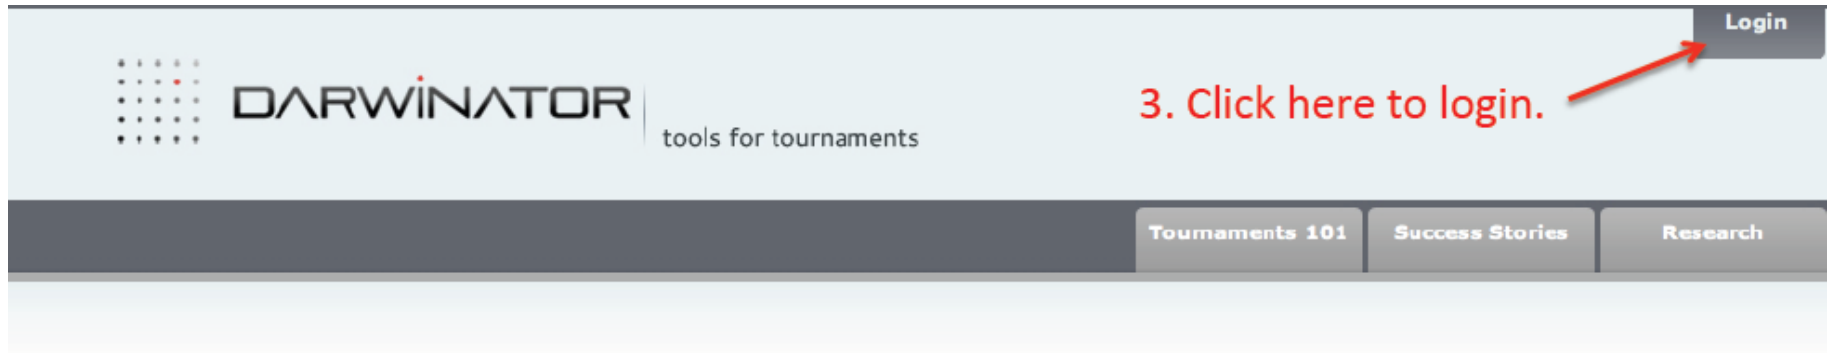 Login
DARWINATOR
tools for tournaments
3. Click here to login.
Tournaments 101
Success Stories
Research